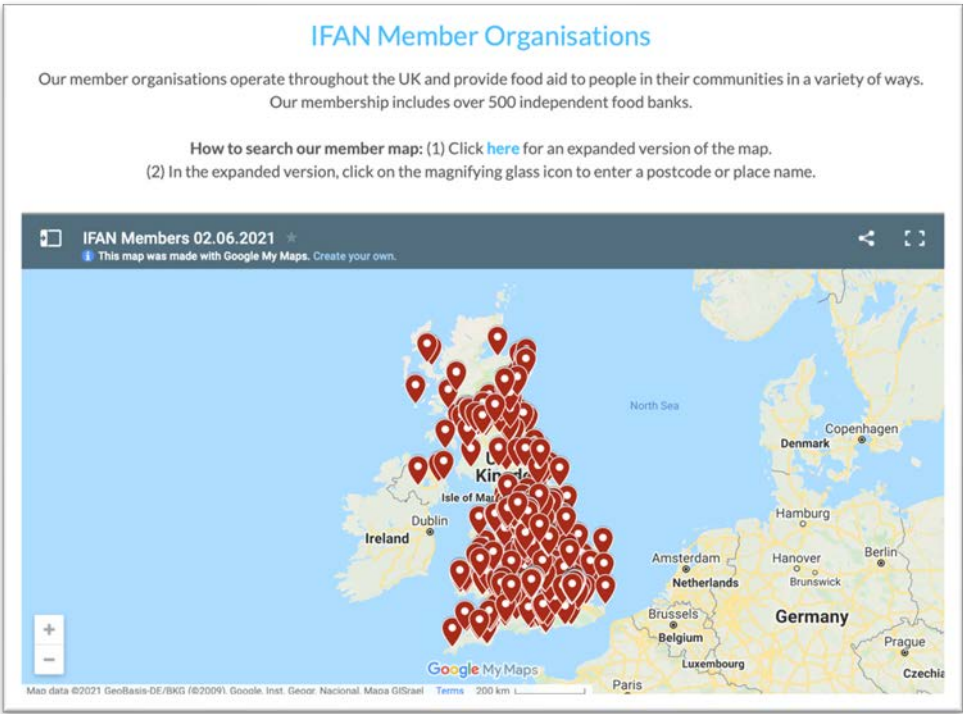 IFAN Member Organisations
Our member organisations operate throughout the UK and provide food aid to people in their communities in a variety of ways.
Our membership includes over 500 independent food banks.
How to search our member map: (1) Click here for an expanded version of the map.
(2) In the expanded version, click on the magnifying glass icon to enter a postcode or place name.
IFAN Members 02.06.2021
This map was made with Google My Maps. Create your own.
North Sea
Copenhagen
Denmark
Isle of
Dublin
Ireland
Hamburg
Amsterdam
Hanover
Berlin
Netherlands
Brunswick
Brussels
Germany
Belgium
Prague
Luxembourg
Czechia
Paris
Google My Maps
Map data ©2021 GeoBasis-DE/BKG (©2009), Google, Inst. Geogr. Nacional, Mapa GISrael Terms 200 km